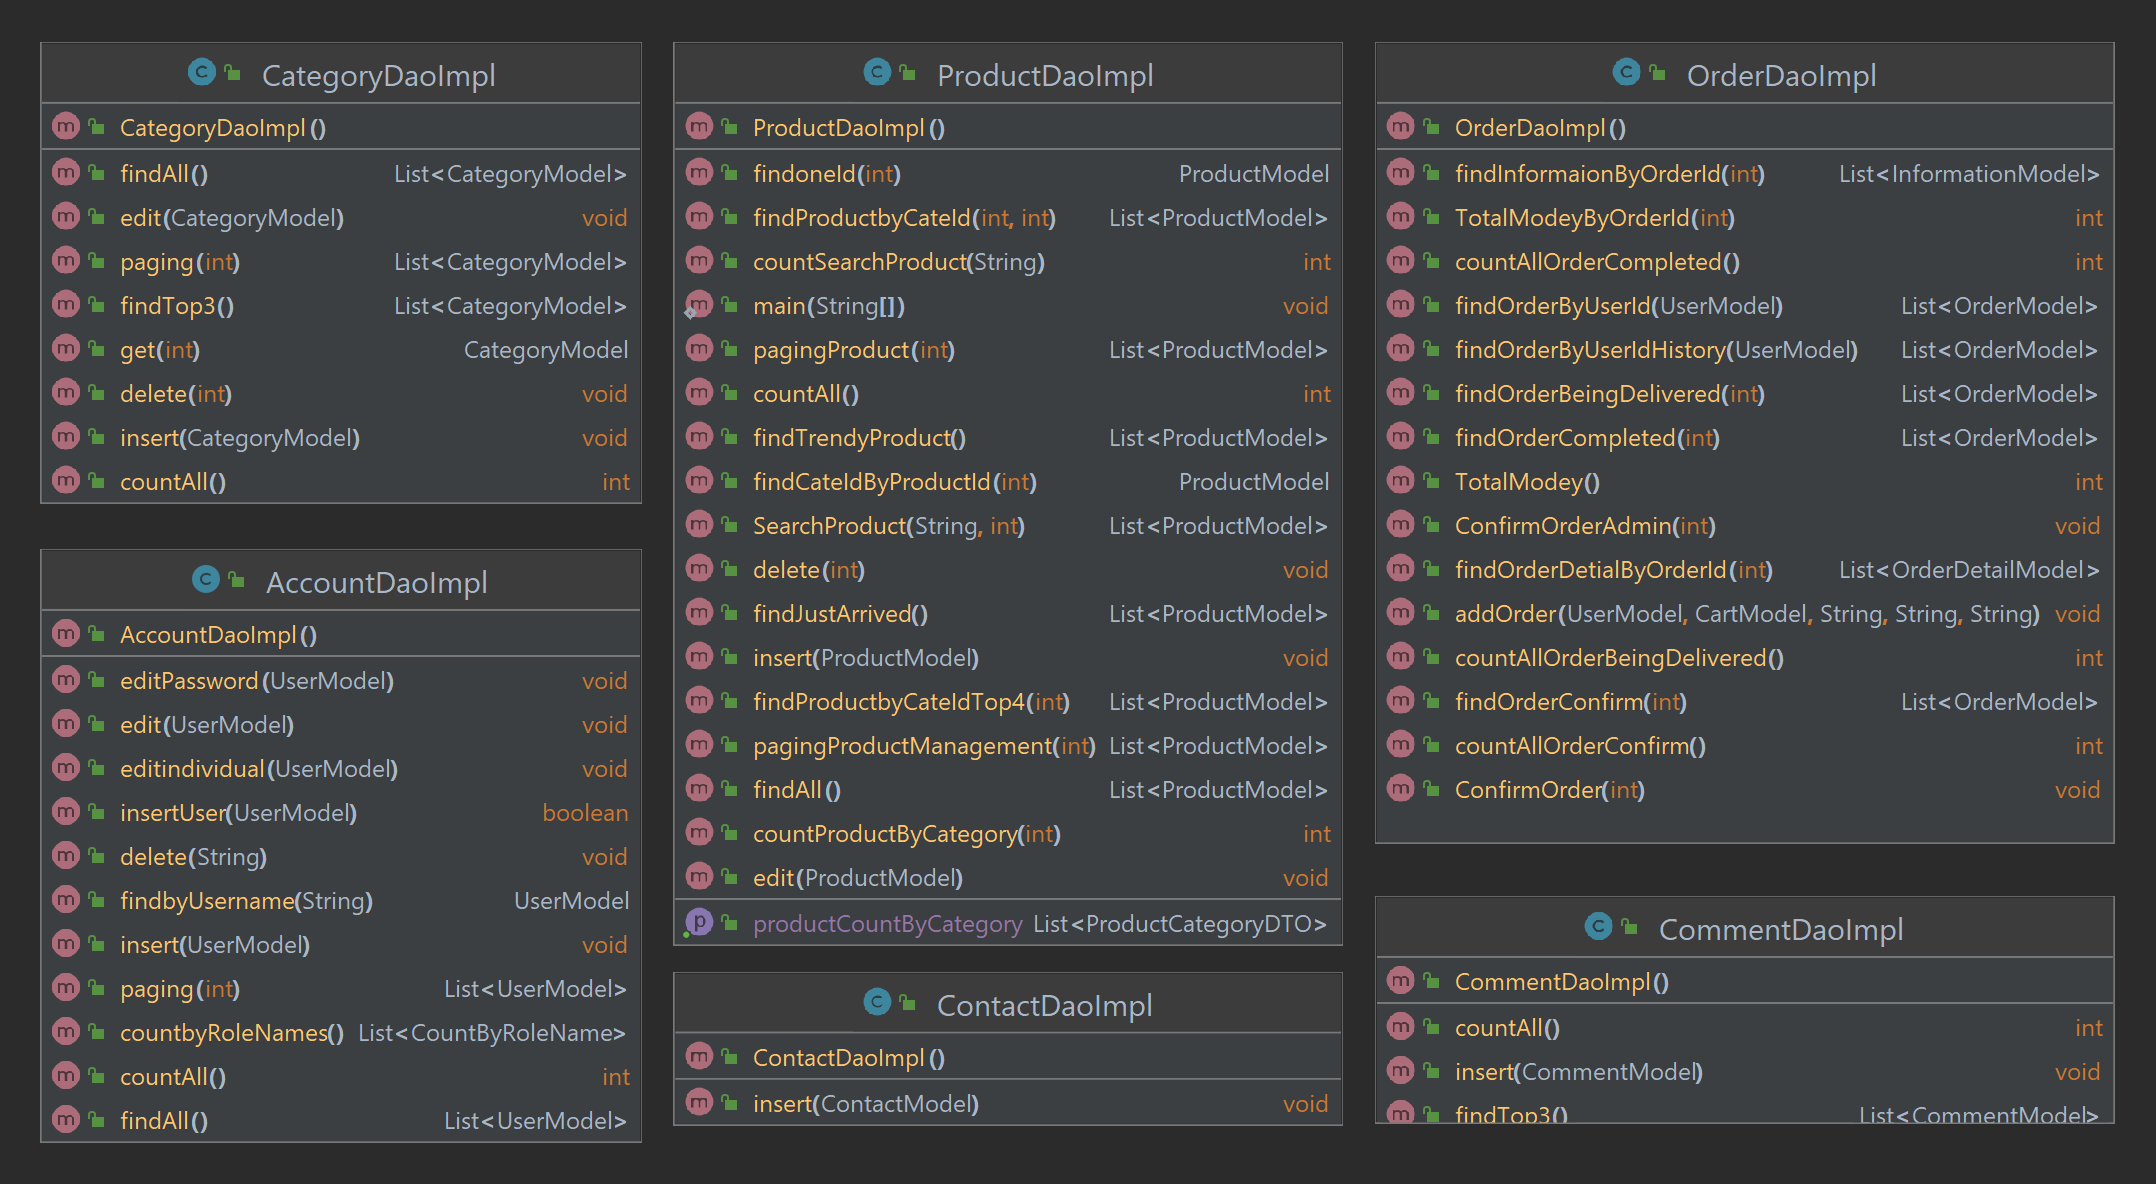 CategoryDaoImpl
CategoryDaoImpl()
findAll() List<CategoryModel>
edit(CategoryModel) void
paging(int) List<CategoryModel>
findTop3() List<CategoryModel>
get(int) CategoryModel
delete(int) void
insert(CategoryModel) void
countAll() int
AccountDaoImpl
AccountDaoImpl()
editPassword(UserModel) void
edit(UserModel) void
editindividual(UserModel) void
insertUser(UserModel) boolean
delete(String) void
findbyUsername(String) UserModel
insert(UserModel) void
paging(int) List<UserModel>
countbyRoleNames() List<CountByRoleName>
countAll() int
findAll() List<UserModel>
ProductDaoImpl
ProductDaoImpl()
findoneId(int) ProductModel
findProductbyCateId(int, int) List<ProductModel>
countSearchProduct(String) int
main(String[]) void
pagingProduct(int) List<ProductModel>
countAll() int
findTrendyProduct() List<ProductModel>
findCateIdByProductId(int) ProductModel
SearchProduct(String, int) List<ProductModel>
delete(int) void
findJustArrived() List<ProductModel>
insert(ProductModel) void
findProductbyCateIdTop4(int) List<ProductModel>
pagingProductManagement(int) List<ProductModel>
findAll() List<ProductModel>
countProductByCategory(int) int
edit(ProductModel) void
productCountByCategory List<ProductCategoryDTO>
ContactDaoImpl
ContactDaoImpl()
insert(ContactModel) void
OrderDaoImpl
OrderDaoImpl()
findInformaionByOrderId(int) List<InformationModel>
TotalModeyByOrderId(int) int
countAllOrderCompleted() int
findOrderByUserId(UserModel) List<OrderModel>
findOrderByUserIdHistory(UserModel) List<OrderModel>
findOrderBeingDelivered(int) List<OrderModel>
findOrderCompleted(int) List<OrderModel>
TotalModey() int
ConfirmOrderAdmin(int) void
findOrderDetialByOrderId(int) List<OrderDetailModel>
addOrder(UserModel, CartModel, String, String, String) void
countAllOrderBeingDelivered() int
findOrderConfirm(int) List<OrderModel>
countAllOrderConfirm() int
ConfirmOrder(int) void
CommentDaoImpl
CommentDaoImpl()
countAll() int
insert(CommentModel) void
findTop3() List<CommentModel>